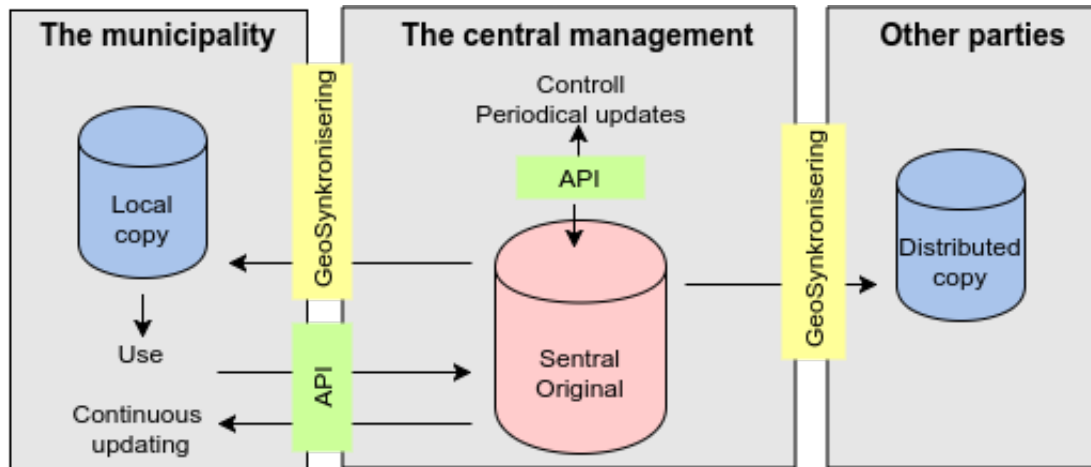 The municipality
The central management
Other parties
Controll
Periodical updates
API
GeoSynkronisering
GeoSynkronisering
Local
copy
Distributed
copy
Use
Sentral
Original
API
Continuous
updating